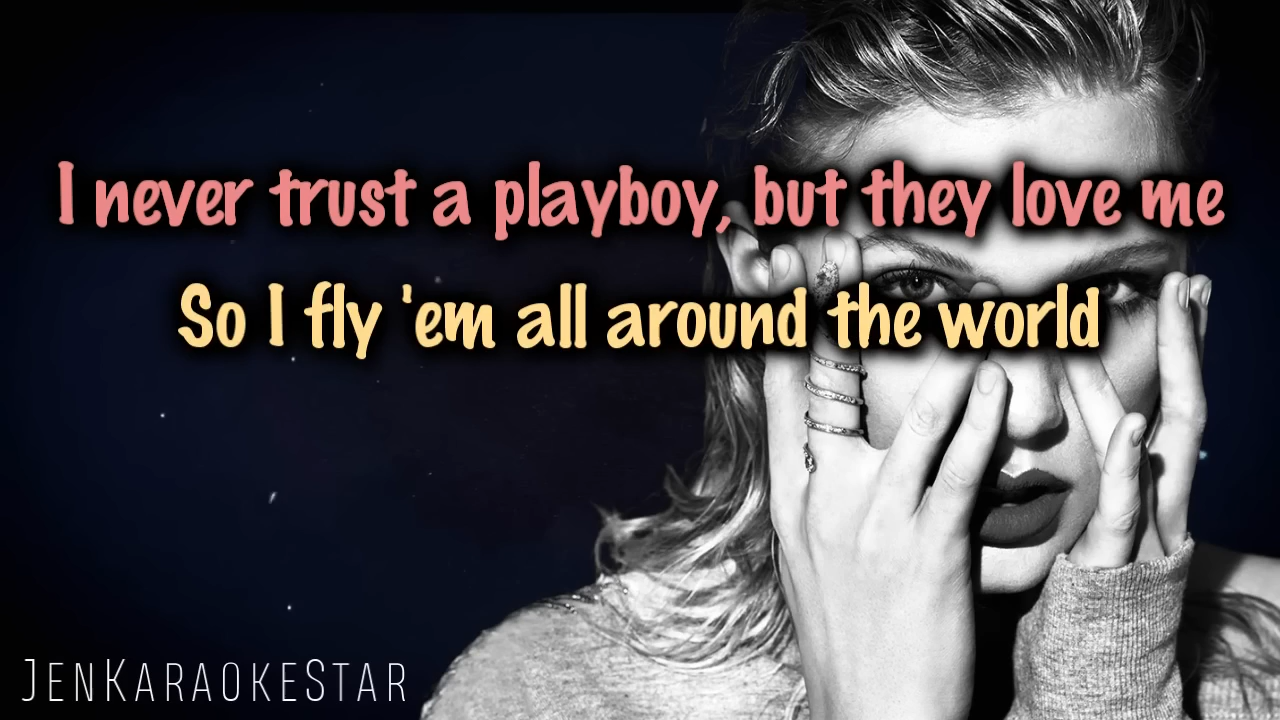 I never trust a playboy, but they love me
So I fly 'em all around the world
JENKARAOKESTAR